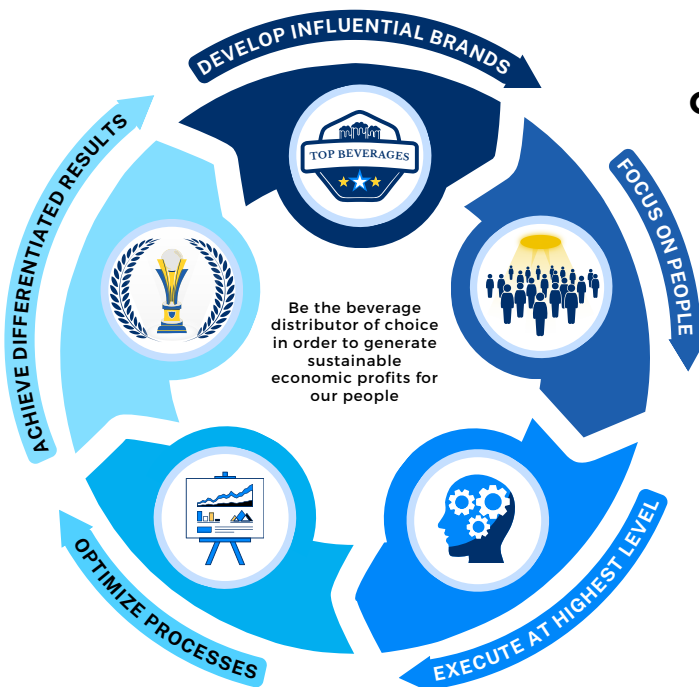 DEVELOP INFLUENTIAL BRANDS
TOP BEVERAGES
FOCUS ON PEOPLE
ACHIEVE DIFFERENTIATED RESULTS
Be the beverage
distributor of choice
in order to generate
sustainable
economic profits for
our people
EXECUTE AT HIGHEST LEVEL
OPTIMIZE PROCESSES